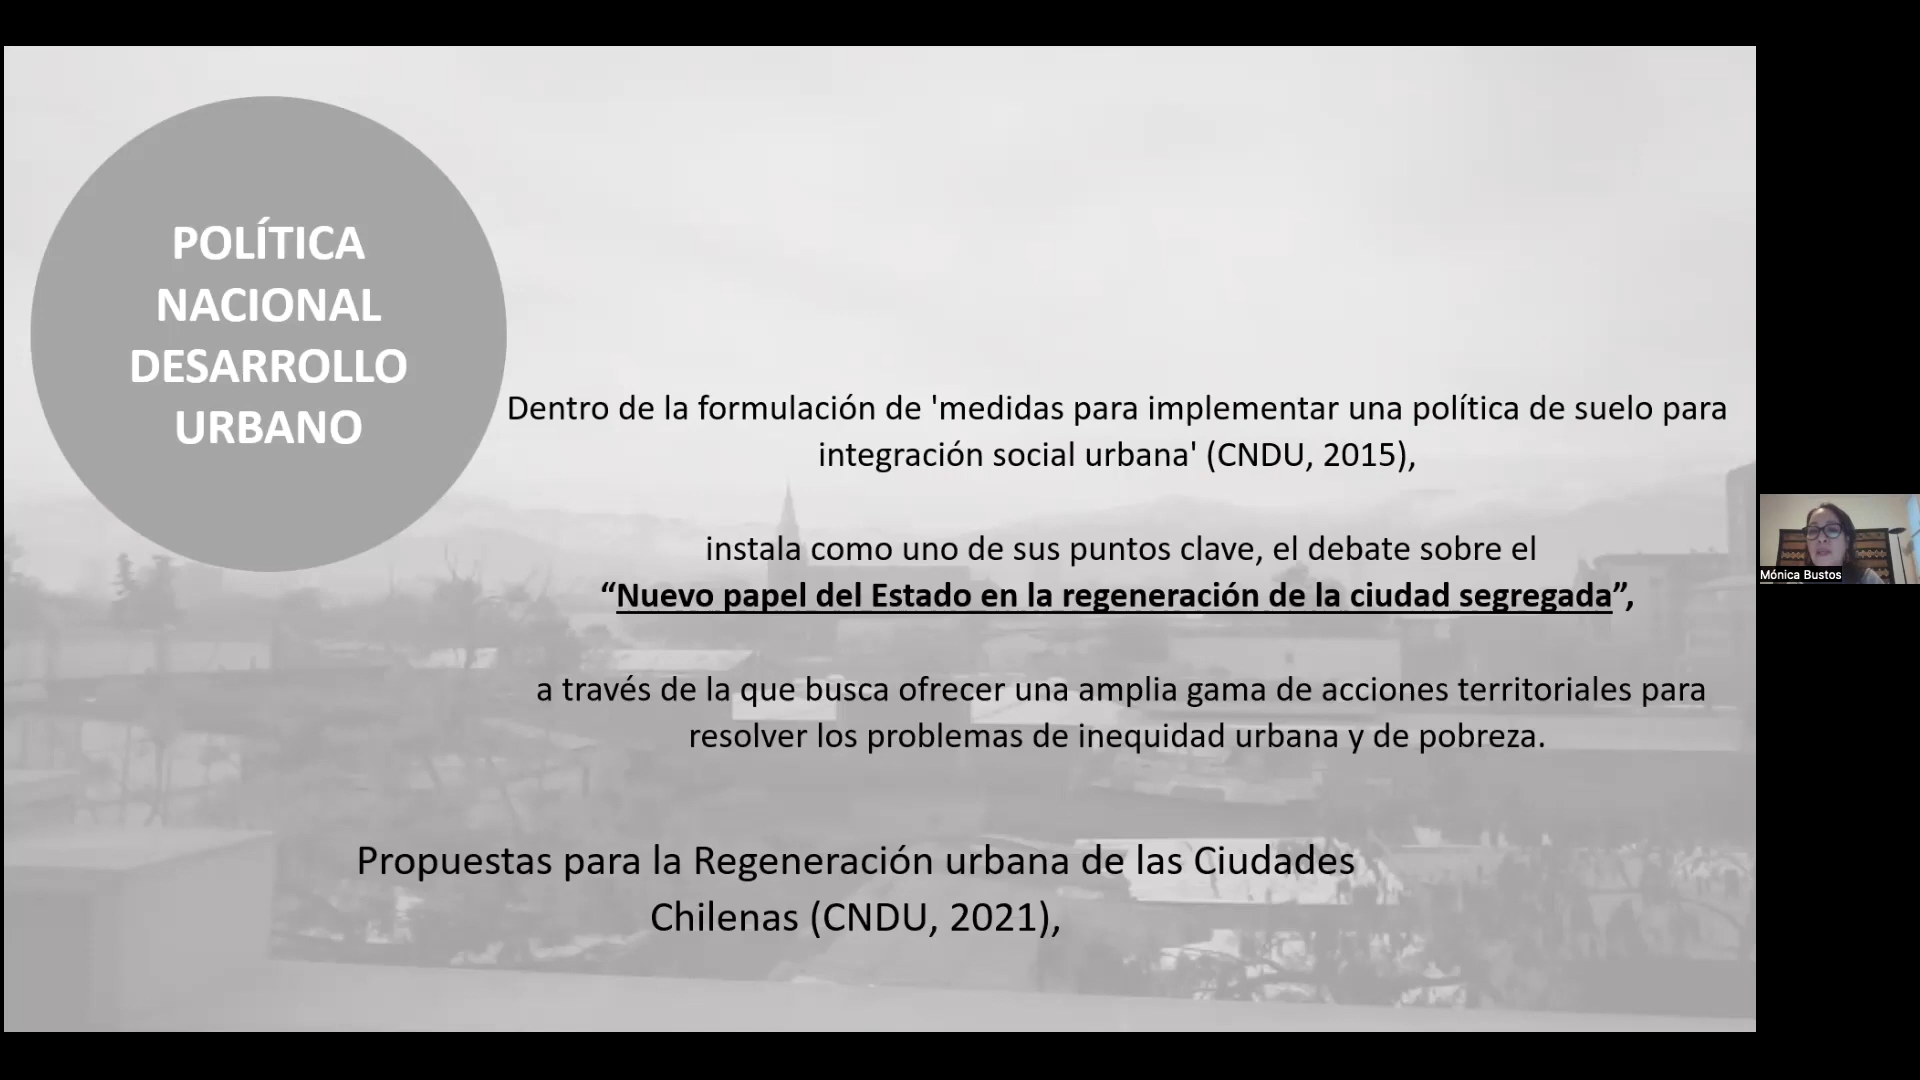 POLÍTICA
NACIONAL
DESARROLLO
URBANO
Dentro de la formulación de 'medidas para implementar una política de suelo para
integración social urbana' (CNDU, 2015),
instala como uno de sus puntos clave, el debate sobre el
“Nuevo papel del Estado en la regeneración de la ciudad segregada”,
a través de la que busca ofrecer una amplia gama de acciones territoriales para
resolver los problemas de inequidad urbana y de pobreza.
Propuestas para la Regeneración urbana de las Ciudades
Chilenas (CNDU, 2021),
Mónica Bustos